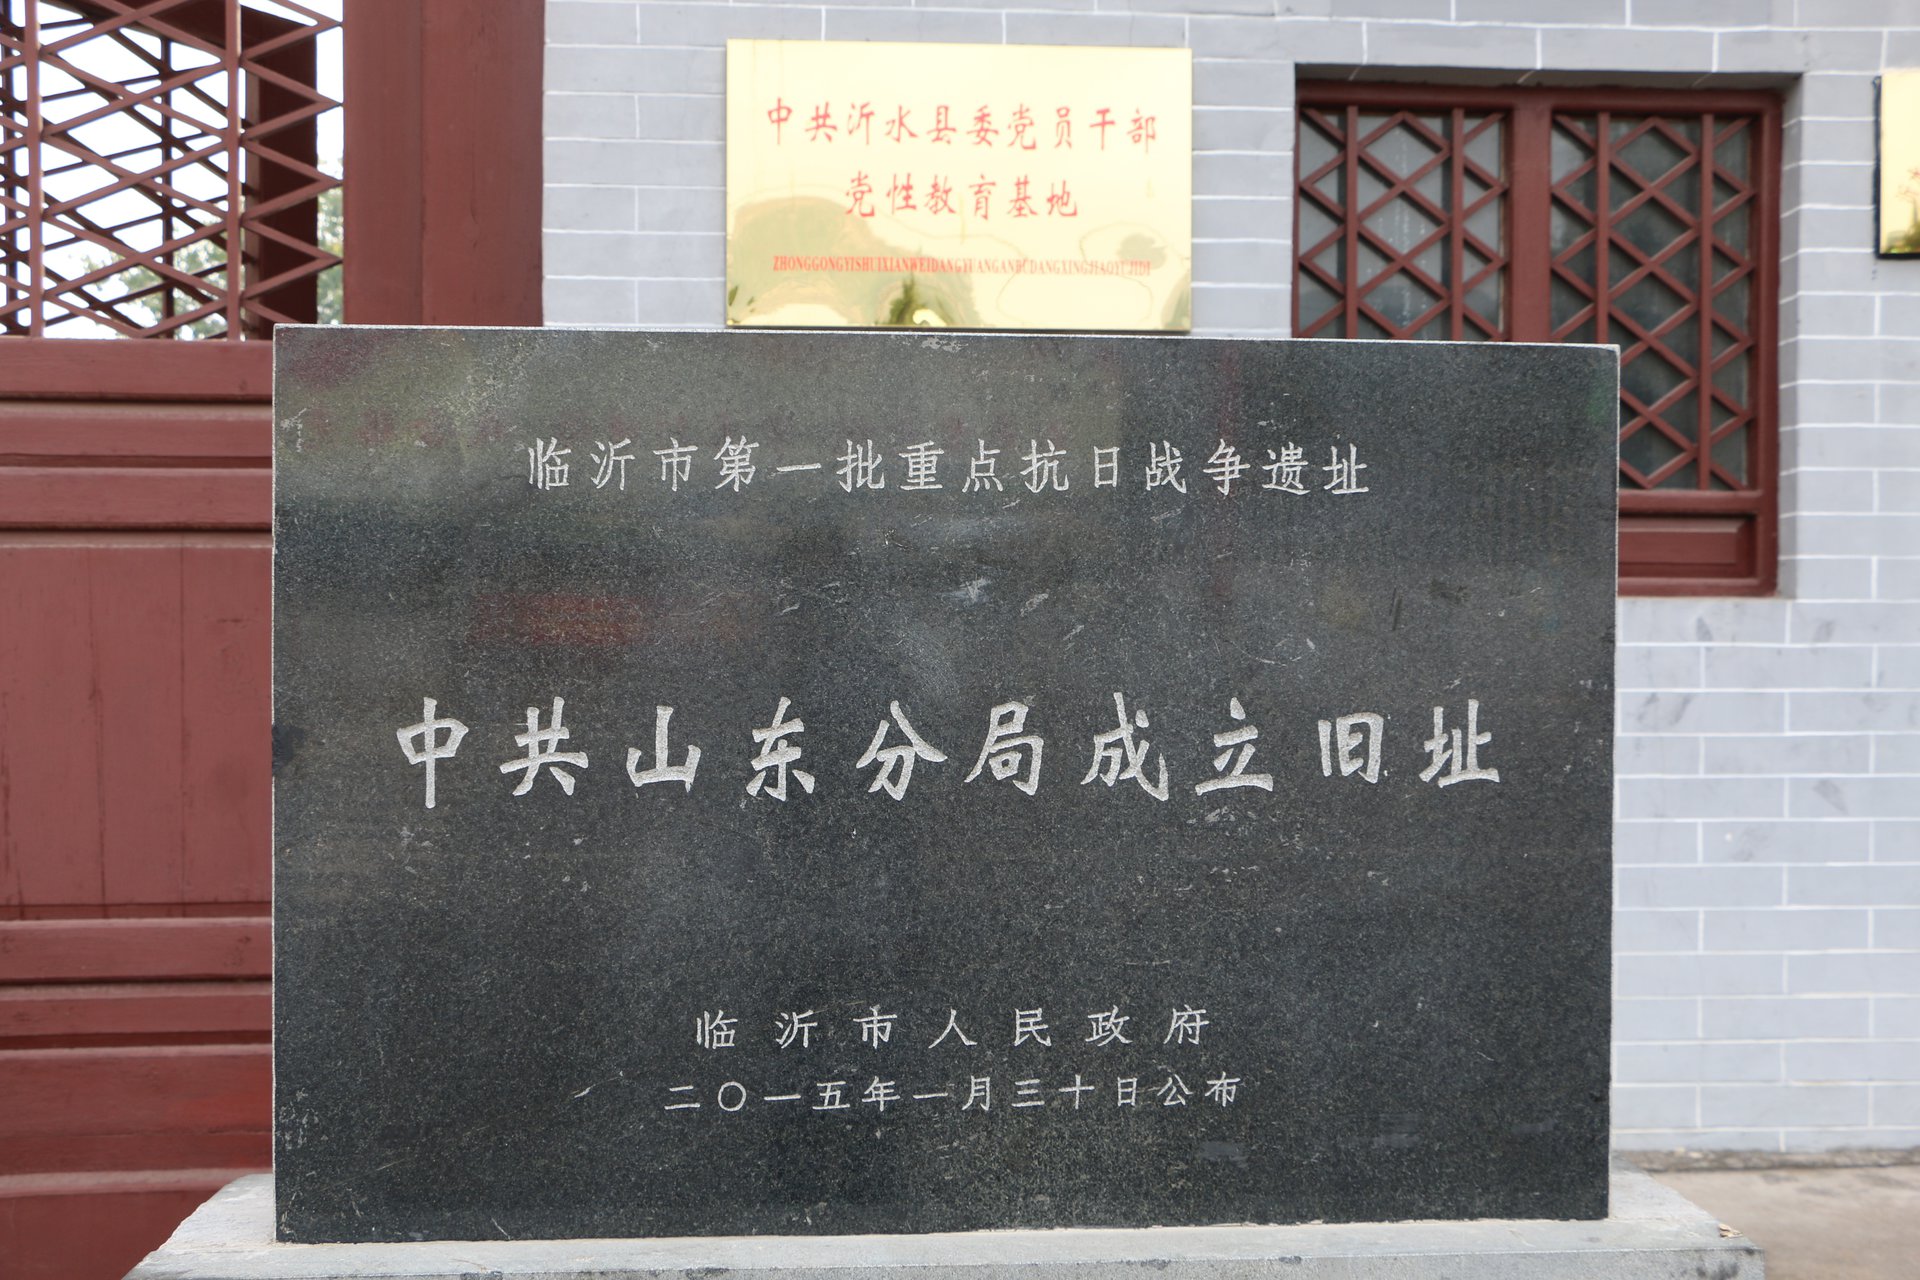 中共沂水县委党员干部
党性教育基地
ZHONGGONGYISHUIXIANWEIDANGYUANGANBUDANGXINGJIAOYUJIDI
临沂市第一批重点抗日战争遗址
中共山东分局成立旧址
临沂市人民政府
二〇一五年一月三十日公布